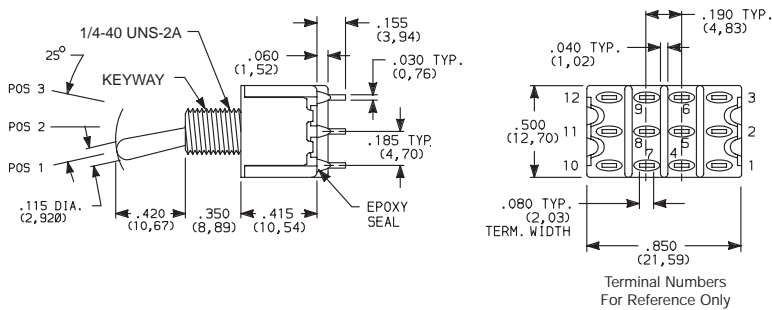 1/4-40 UNS-2A
25°
KEYWAY
POS 3
POS 2
POS 1
.115 DIA.
(2,920)
.420
(10,67)
.350
(8,89)
.415
(10,54)
.060
(1,52)
.155
(3,94)
.030 TYP.
(0,76)
.185 TYP.
(4,70)
EPOXY
SEAL
.190 TYP.
(4,83)
.040 TYP.
(1,02)
.500
(12,70)
12 9 6 3
11 8 5 2
10 7 4 1
.080 TYP.
(2,03)
TERM. WIDTH
.850
(21,59)
Terminal Numbers
For Reference Only